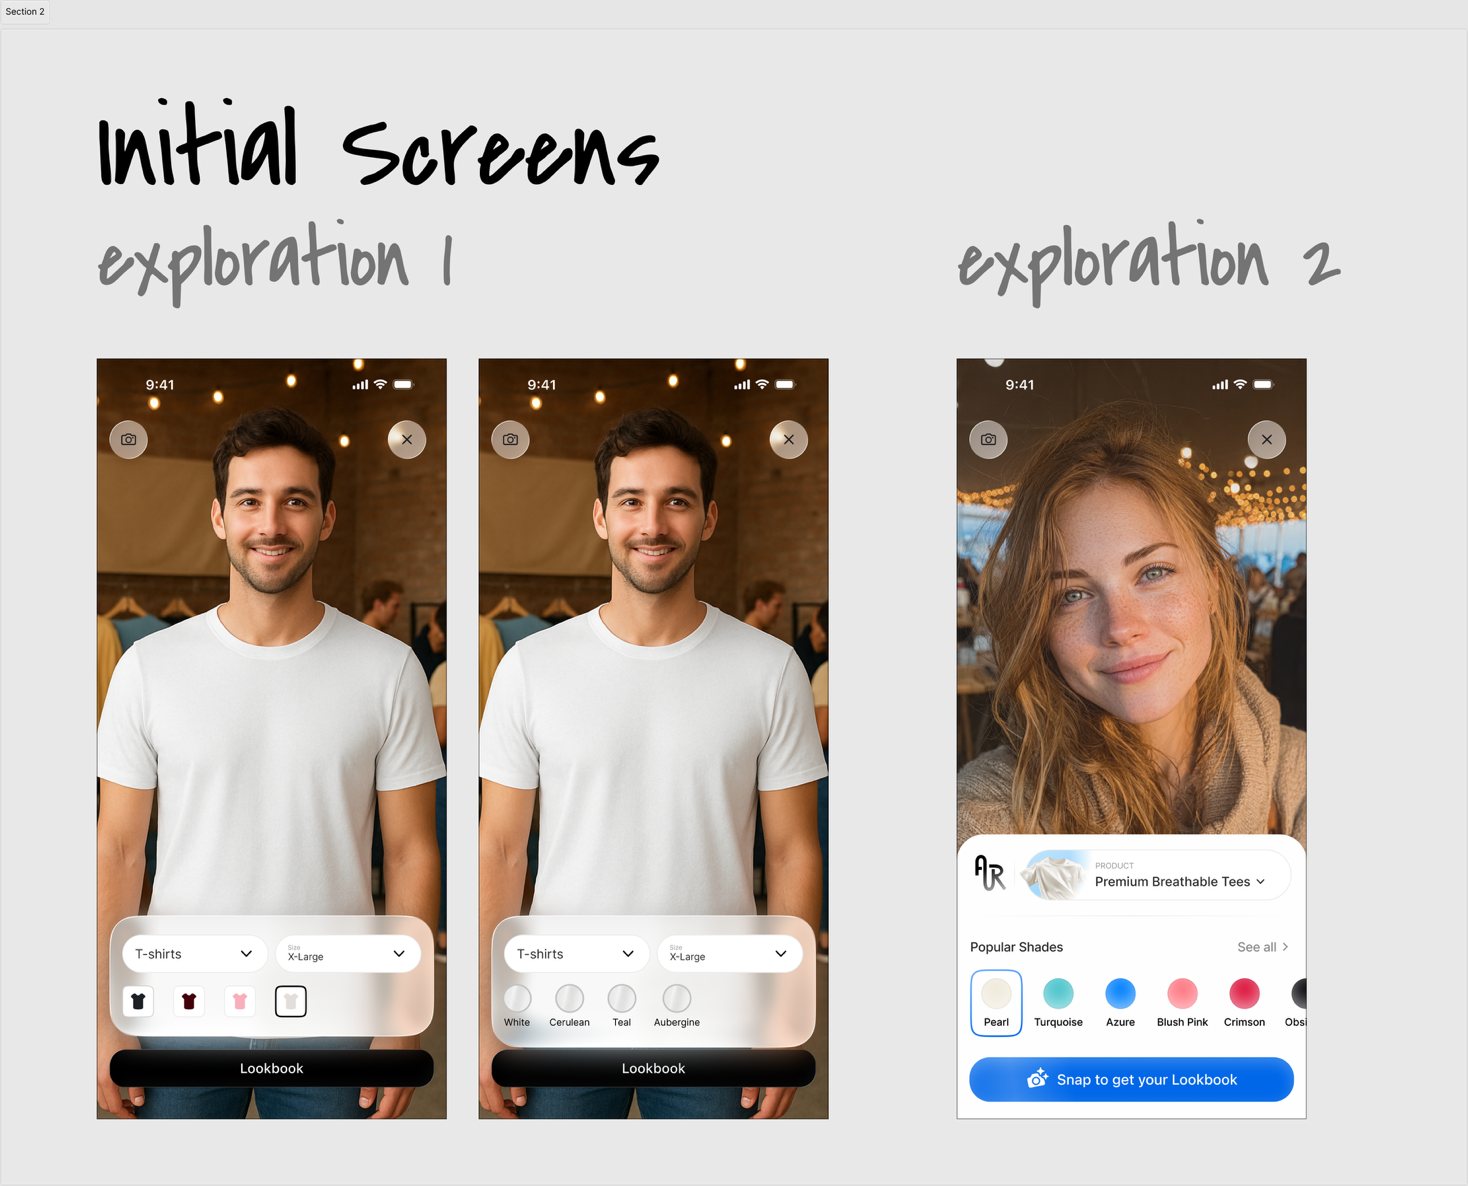 Section 2
Initial Screens
exploration 1
exploration 2
9:41
T-shirts
Size
X-Large
Lookbook
9:41
T-shirts
Size
X-Large
White
Cerulean
Teal
Aubergine
Lookbook
9:41
AR
PRODUCT
Premium Breathable Tees
Popular Shades
See all
Pearl
Turquoise
Azure
Blush Pink
Crimson
Obsi
Snap to get your Lookbook